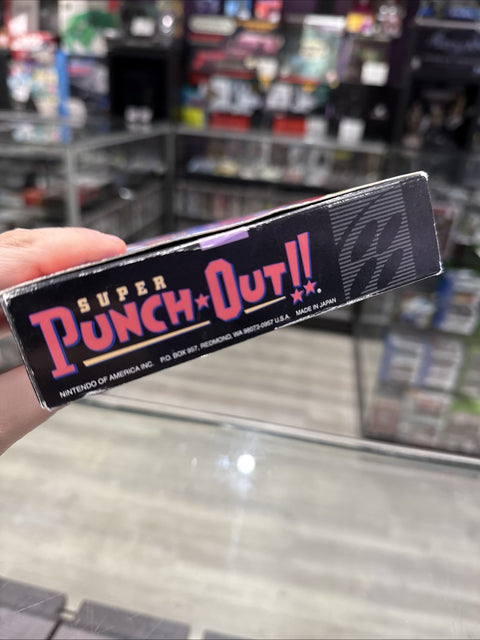 SUPER
PUNCH★OUT!!
NINTENDO OF AMERICA INC. P.O. BOX 957, REDMOND, WA 98073-0957 U.S.A. MADE IN JAPAN